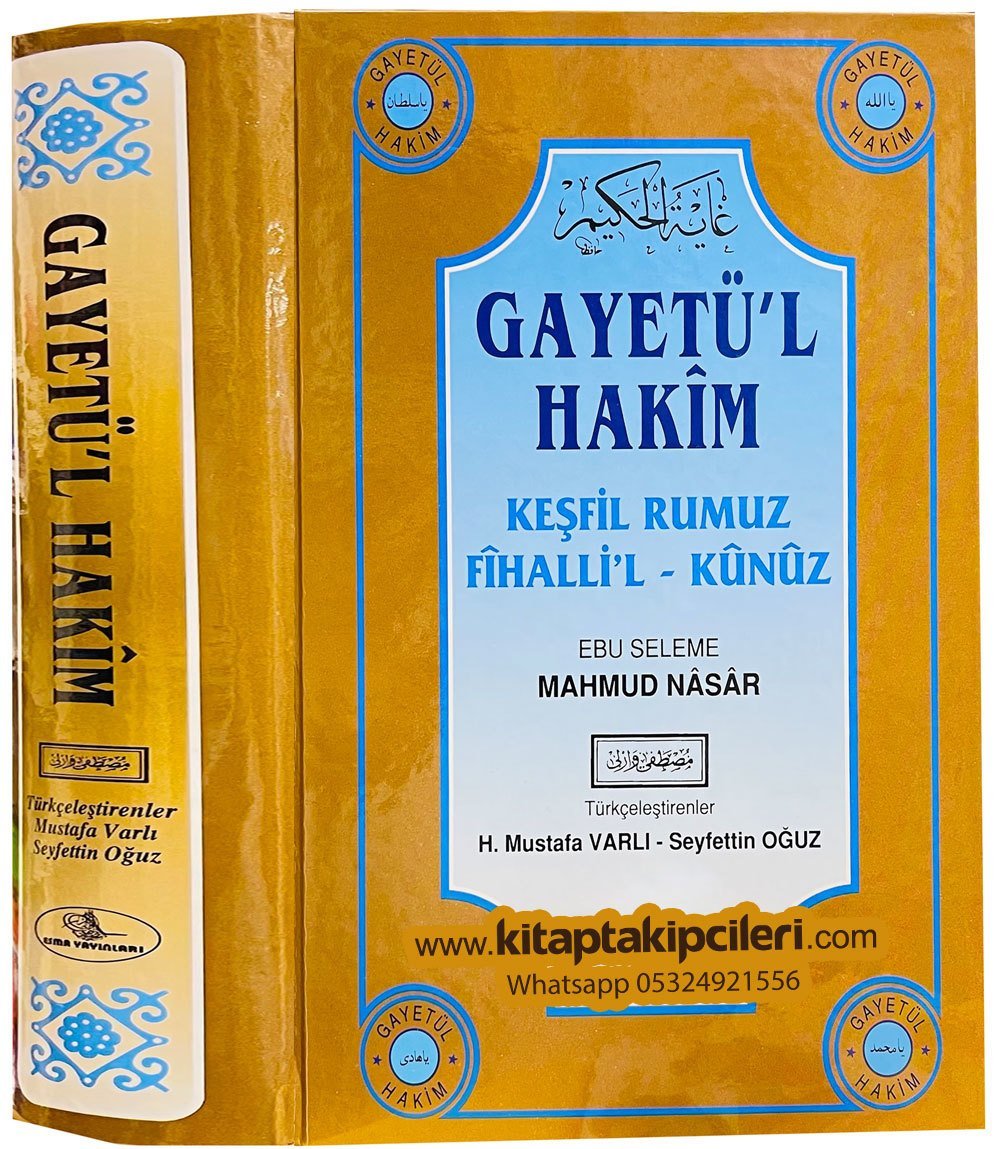 GAYETÜ'L HAKÎM
مصطفى وارلى
Türkçeleştirenler
Mustafa Varlı
Seyfettin Oğuz
ESMA YAYINLARI
GAYETÜL
يا سلطان
HAKİM
GAYETÜL
يا الله
HAKİM
غاية الحكيم
GAYETÜ'L
HAKÎM
KEŞFİL RUMUZ
FÎHALLİ'L - KÛNÛZ
EBU SELEME
MAHMUD NÂSÂR
مصطفى وارلى
Türkçeleştirenler
H. Mustafa VARLI - Seyfettin OĞUZ
www.kitaptakipcileri.com
Whatsapp 05324921556
GAYETÜL
يا هادى
HAKİM
GAYETÜL
يا محمد
HAKİM